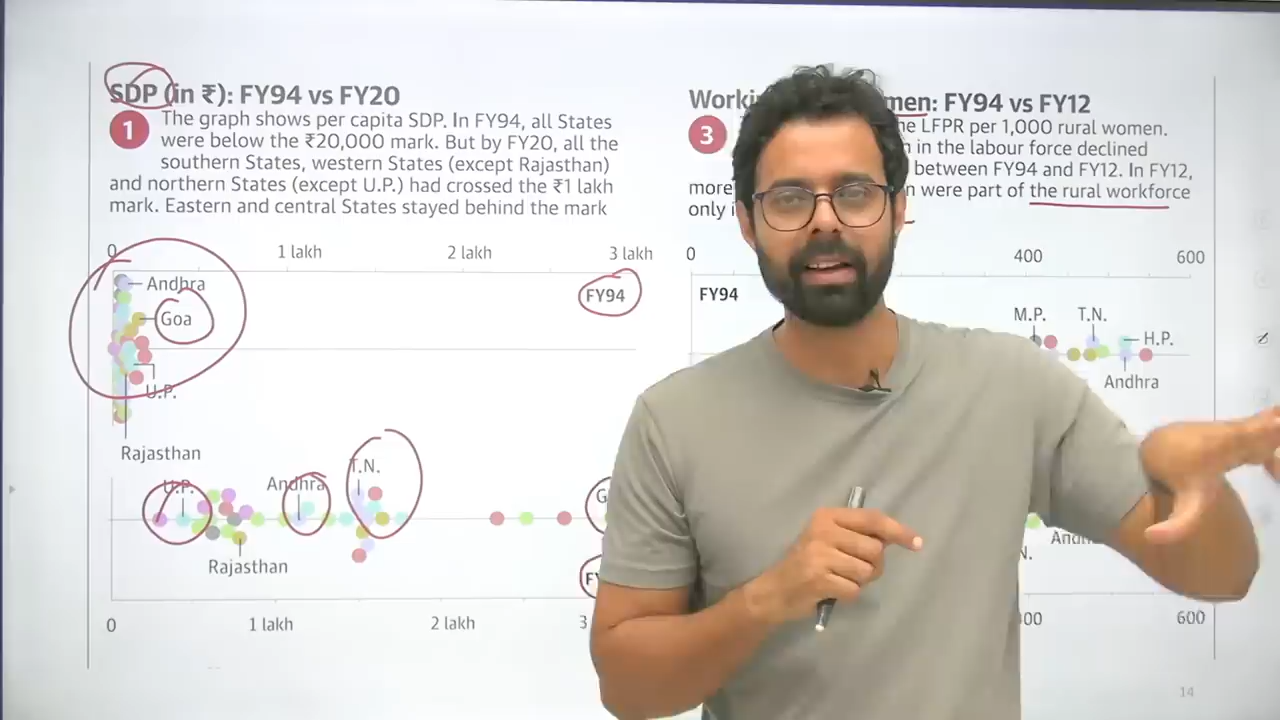 SDP (in ₹): FY94 vs FY20
1
The graph shows per capita SDP. In FY94, all States
were below the ₹20,000 mark. But by FY20, all the
southern States, western States (except Rajasthan)
and northern States (except U.P.) had crossed the ₹1 lakh
mark. Eastern and central States stayed behind the mark
0 1 lakh 2 lakh 3 lakh
Andhra
FY94
Goa
U.P.
Rajasthan
T.N.
U.P. Andhra
Rajasthan
0 1 lakh 2 lakh 3
men: FY94 vs FY12
3
LFPR per 1,000 rural women.
in the labour force declined
between FY94 and FY12. In FY12,
more were part of the rural workforce
only
0 400 600
FY94
M.P. T.N.
H.P.
Andhra
600
14